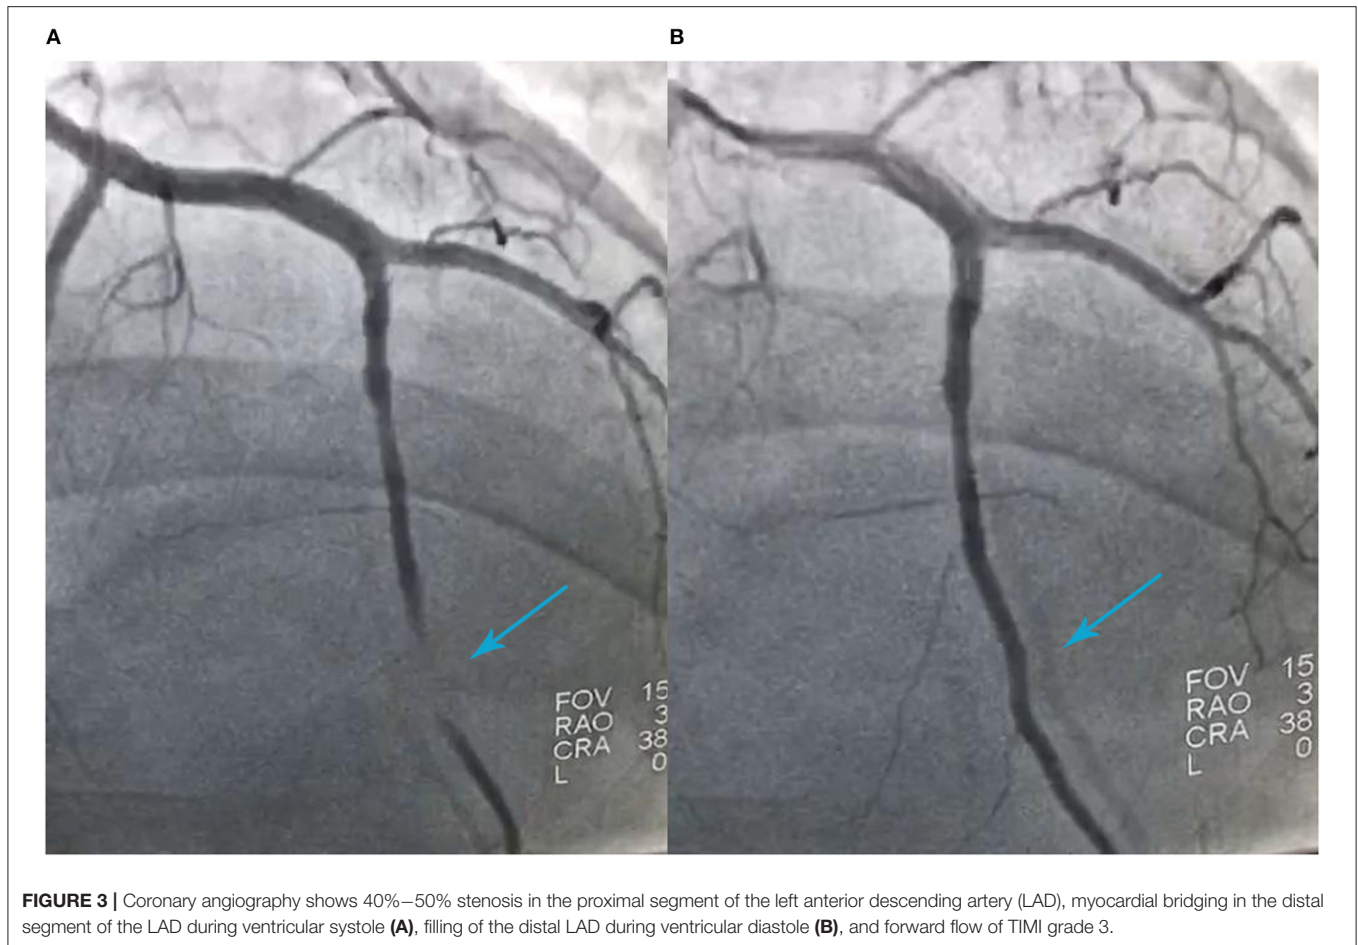 A
B
FOV 15
RAO 3
CRA 38
L 0
FOV 15
RAO 3
CRA 38
L 0
FIGURE 3 | Coronary angiography shows 40%–50% stenosis in the proximal segment of the left anterior descending artery (LAD), myocardial bridging in the distal
segment of the LAD during ventricular systole (A), filling of the distal LAD during ventricular diastole (B), and forward flow of TIMI grade 3.